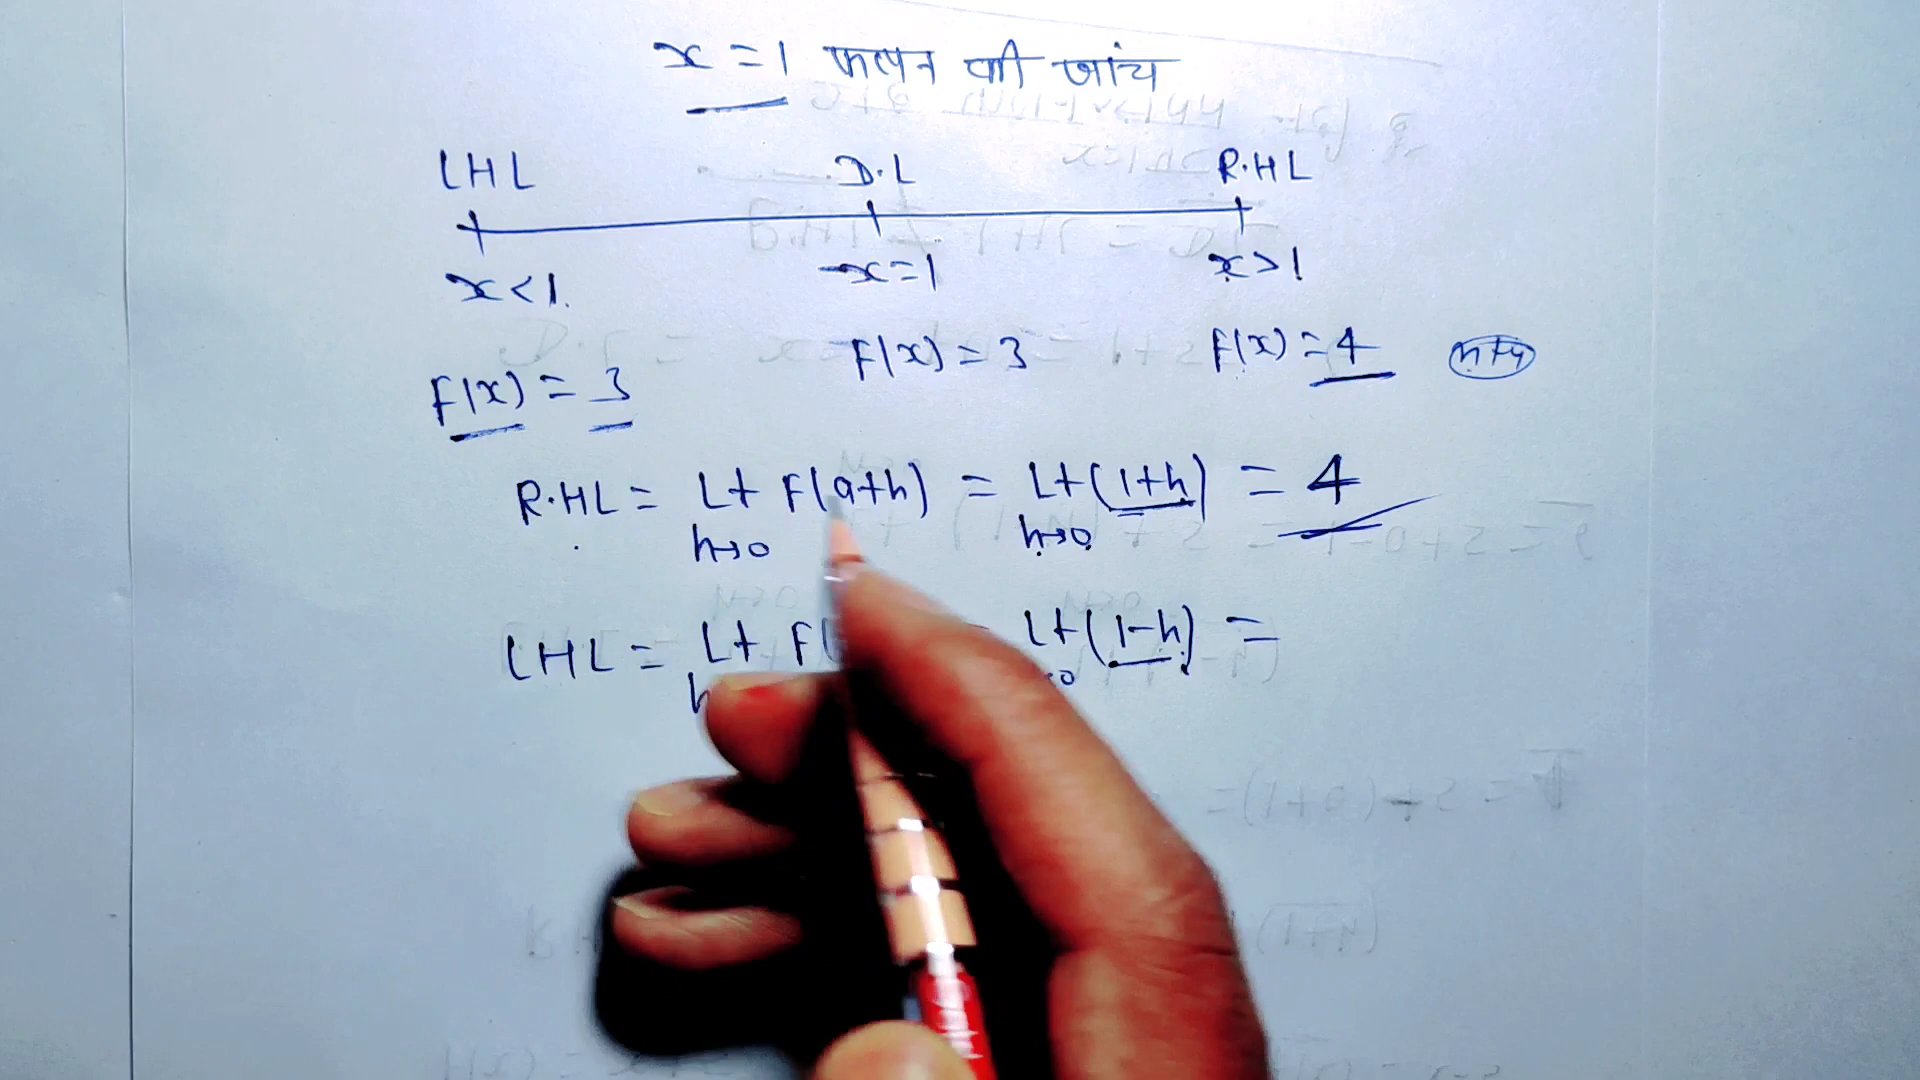 x = 1 फलन की जांच
LHL D.L R.HL
x < 1. x = 1 x > 1
F(x) = 3 F(x) = 4
F(x) = 3
R.HL = Lt F(a+h) = Lt (1+h) = 4
h→0 h→0
LHL = Lt F( = Lt (1-h) =
h →0